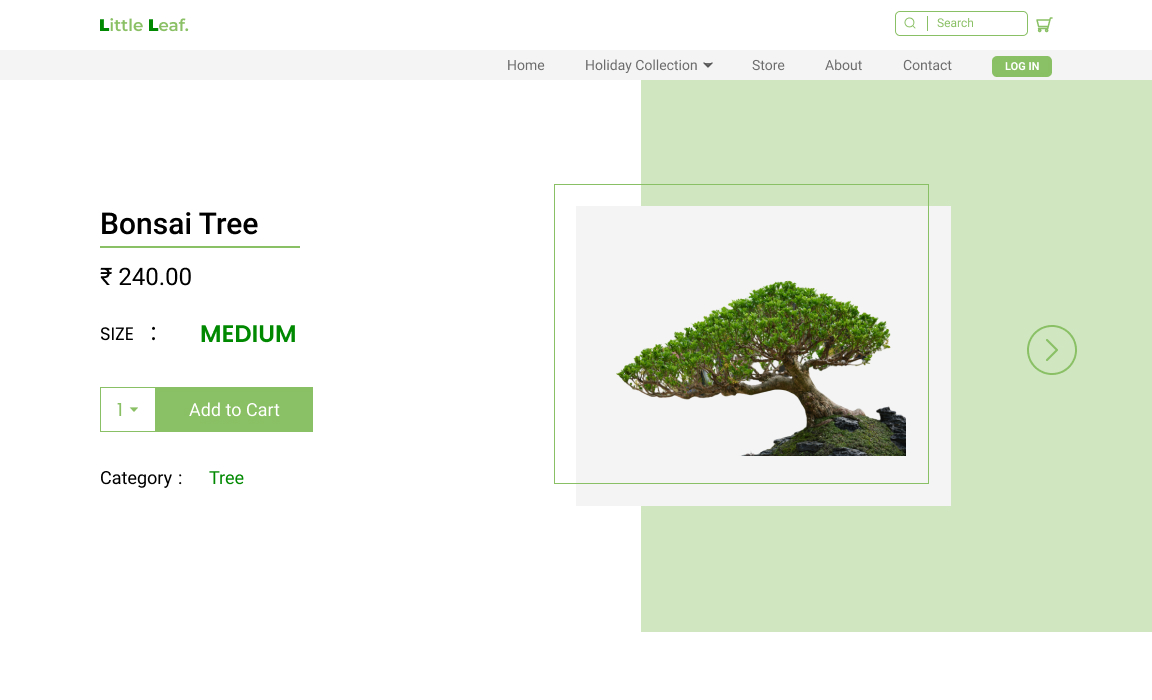 Little Leaf.
Search
Home Holiday Collection Store About Contact LOG IN
Bonsai Tree
₹ 240.00
SIZE : MEDIUM
1 Add to Cart
Category : Tree